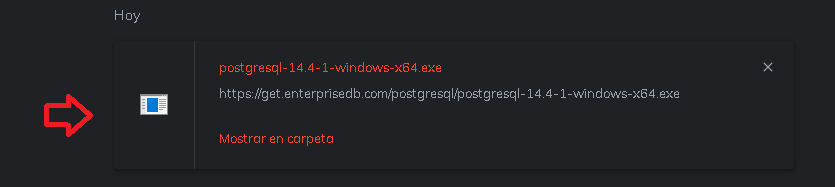 Hoy
postgresql-14.4-1-windows-x64.exe
https://get.enterprisedb.com/postgresql/postgresql-14.4-1-windows-x64.exe
Mostrar en carpeta